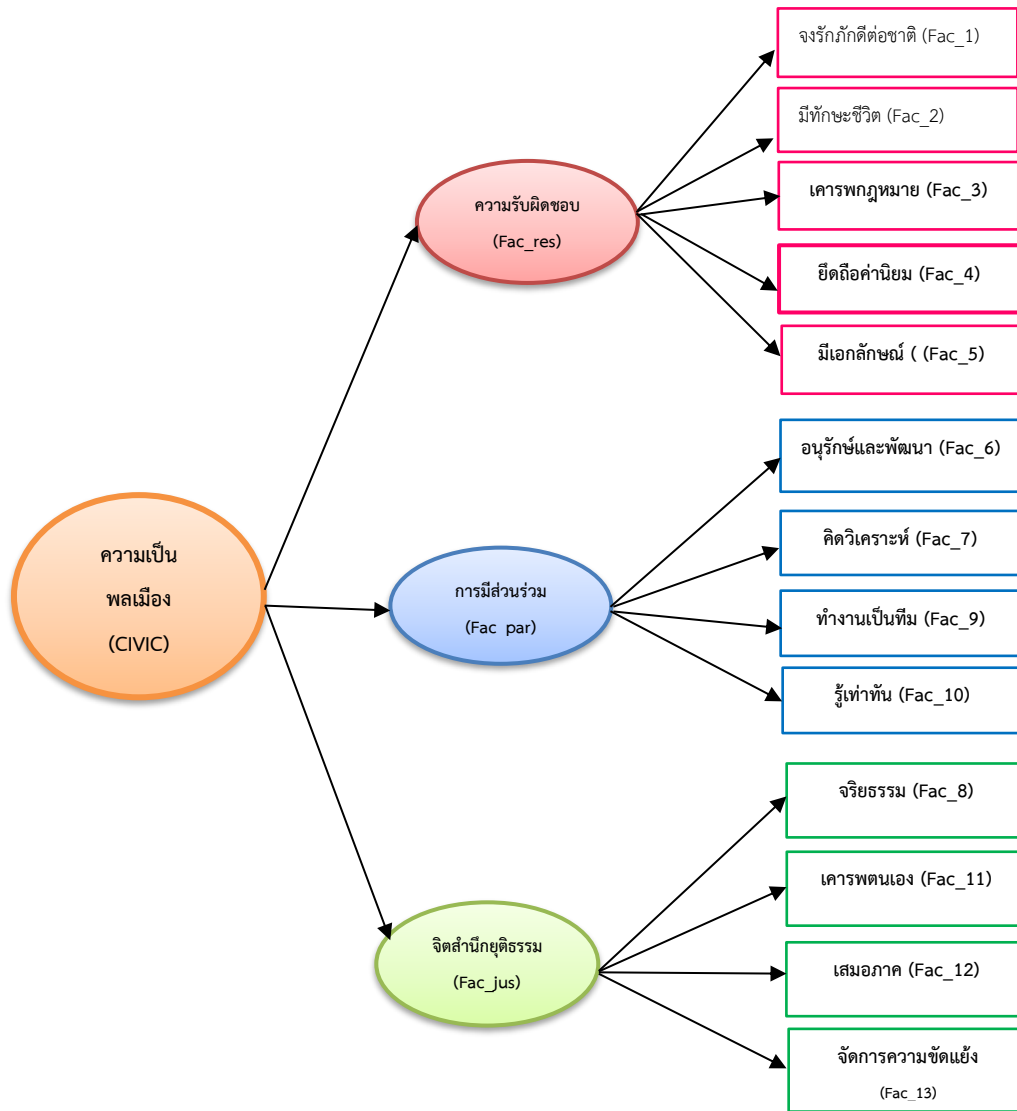 จงรักภักดีต่อชาติ (Fac_1)
มีทักษะชีวิต (Fac_2)
เคารพกฎหมาย (Fac_3)
ยึดถือค่านิยม (Fac_4)
มีเอกลักษณ์ ( (Fac_5)
ความรับผิดชอบ
(Fac_res)
อนุรักษ์และพัฒนา (Fac_6)
คิดวิเคราะห์ (Fac_7)
ทำงานเป็นทีม (Fac_9)
รู้เท่าทัน (Fac_10)
การมีส่วนร่วม
(Fac par)
ความเป็น
พลเมือง
(CIVIC)
จริยธรรม (Fac_8)
เคารพตนเอง (Fac_11)
เสมอภาค (Fac_12)
จัดการความขัดแย้ง
(Fac_13)
จิตสำนึกยุติธรรม
(Fac_jus)